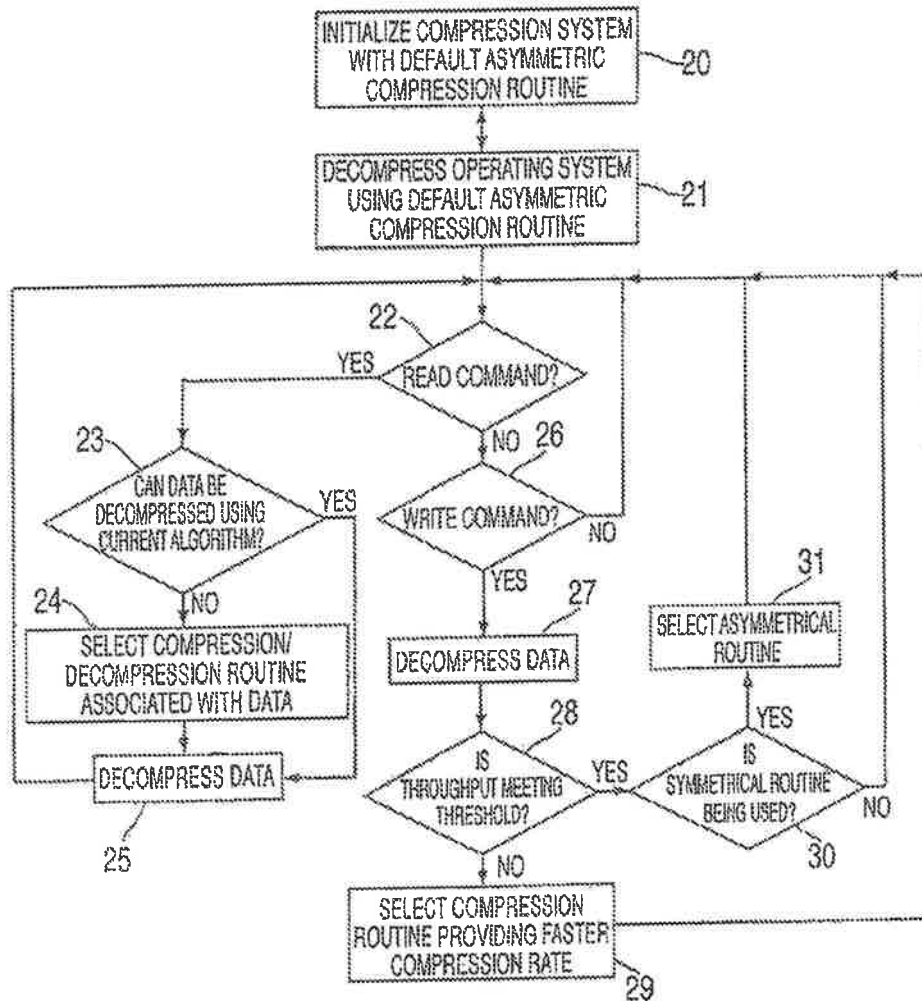 INITIALIZE COMPRESSION SYSTEM
WITH DEFAULT ASYMMETRIC
COMPRESSION ROUTINE
20
DECOMPRESS OPERATING SYSTEM
USING DEFAULT ASYMMETRIC
COMPRESSION ROUTINE
21
22
YES
READ COMMAND?
NO
23
CAN DATA BE
DECOMPRESSED USING
CURRENT ALGORITHM?
YES
NO
26
WRITE COMMAND?
NO
YES
24
SELECT COMPRESSION/
DECOMPRESSION ROUTINE
ASSOCIATED WITH DATA
DECOMPRESS DATA
25
27
DECOMPRESS DATA
28
IS
THROUGHPUT MEETING
THRESHOLD?
YES
NO
31
SELECT ASYMMETRICAL
ROUTINE
YES
IS
SYMMETRICAL ROUTINE
BEING USED?
NO
30
SELECT COMPRESSION
ROUTINE PROVIDING FASTER
COMPRESSION RATE
29